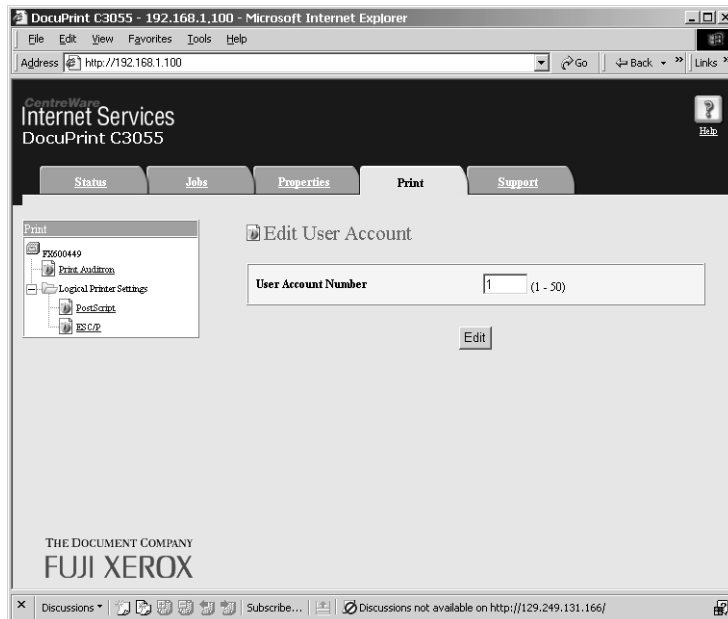 DocuPrint C3055 - 192.168.1,100 - Microsoft Internet Explorer
File Edit View Favorites Tools Help
Address http://192.168.1.100 Go Back » Links »
CentreWare
Internet Services
DocuPrint C3055
Help
Status Jobs Properties Print Support
Print
FX600449
Print Auditron
Logical Printer Settings
PostScript
ESC/P
Edit User Account
User Account Number 1 (1 - 50)
Edit
THE DOCUMENT COMPANY
FUJI XEROX
Discussions Subscribe... Discussions not available on http://129.249.131.166/